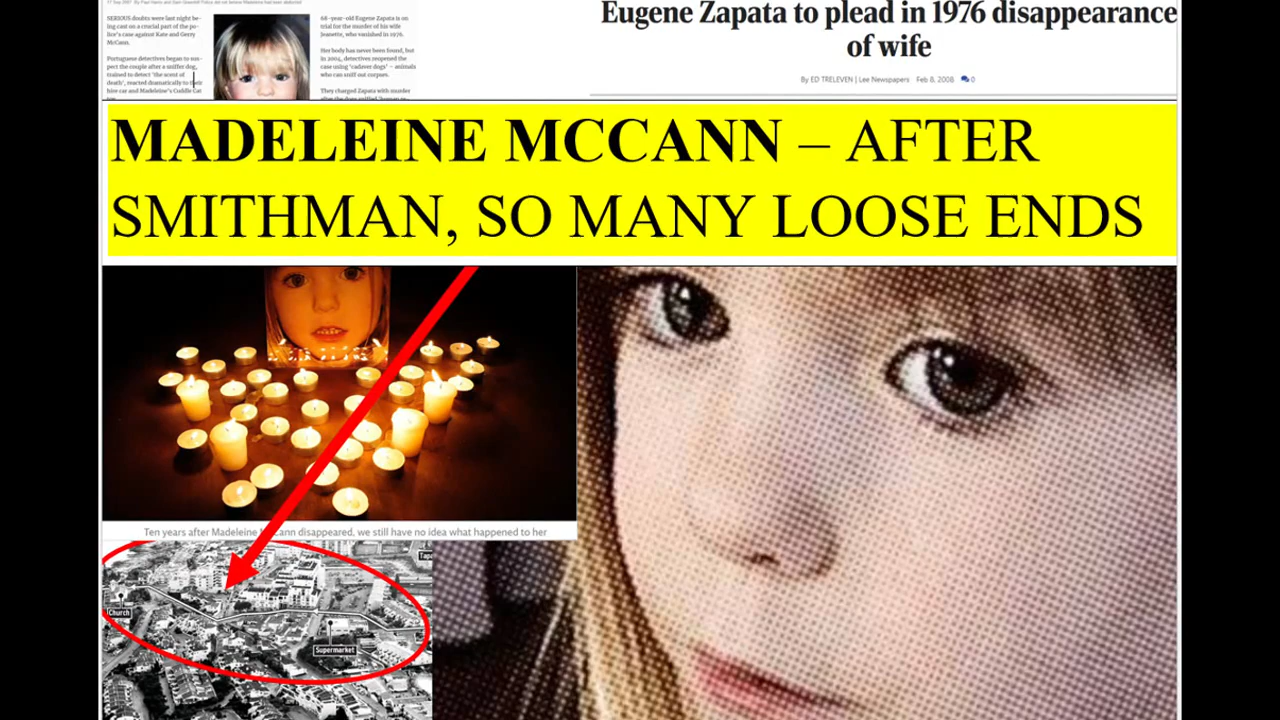 SERIOUS doubts were last night be-
ing cast on a crucial part of the po-
lice's case against Kate and Gerry
McCann.
Portuguese detectives began to sus-
pect the couple after a sniffer dog,
trained to detect 'the scent of
death', reacted dramatically to their
hire car and Madeleine's Cuddle Cat
68-year-old Eugene Zapata is on
trial for the murder of his wife
Jeanette, who vanished in 1976.
Her body has never been found, but
in 2004, detectives reopened the
case using 'cadaver dogs' – animals
who can sniff out corpses.
They charged Zapata with murder
Eugene Zapata to plead in 1976 disappearance
of wife
By ED TRELEVEN | Lee Newspapers Feb 8, 2008 0
MADELEINE MCCANN – AFTER
SMITHMAN, SO MANY LOOSE ENDS
Ten years after Madeleine McCann disappeared, we still have no idea what happened to her
Church
Supermarket